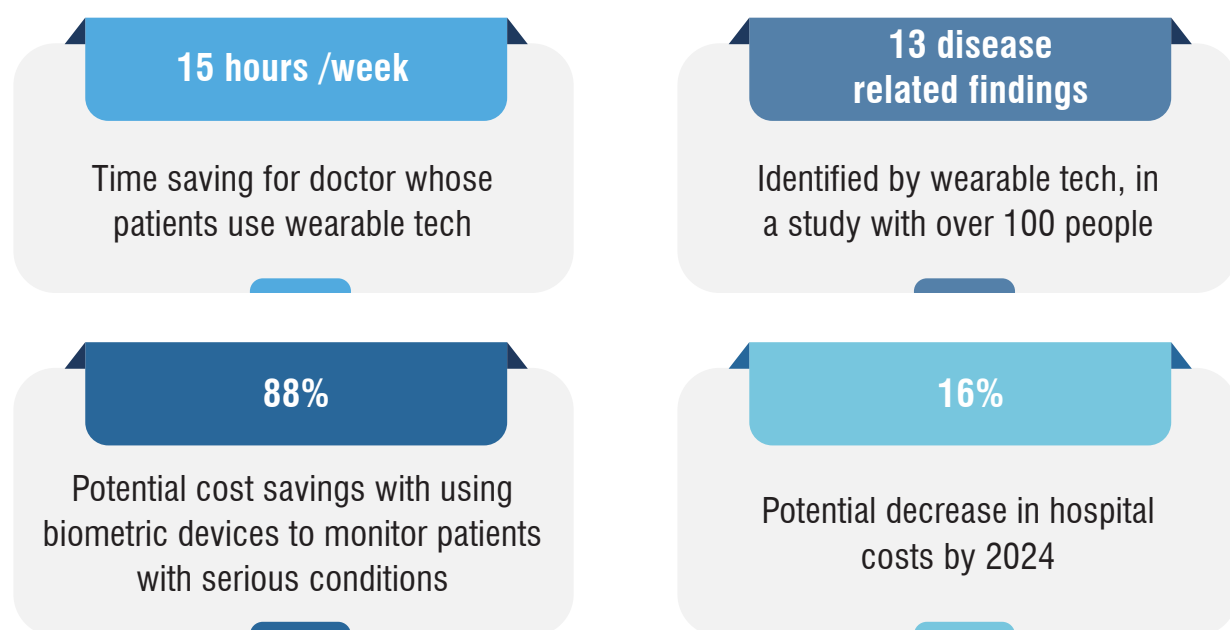 15 hours /week
Time saving for doctor whose
patients use wearable tech
13 disease
related findings
Identified by wearable tech, in
a study with over 100 people
88%
Potential cost savings with using
biometric devices to monitor patients
with serious conditions
16%
Potential decrease in hospital
costs by 2024